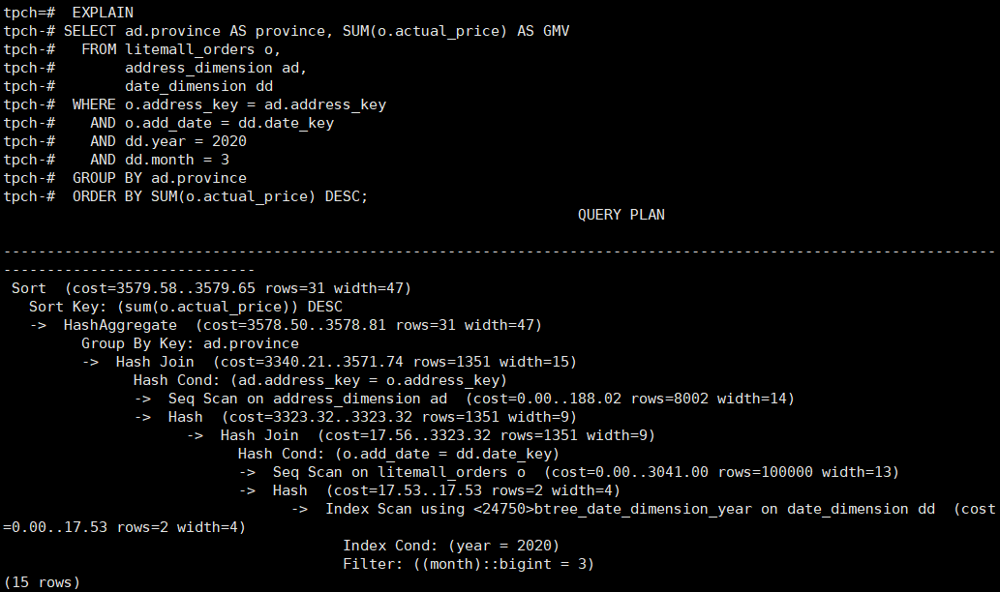 tpch=#  EXPLAIN
tpch-# SELECT ad.province AS province, SUM(o.actual_price) AS GMV
tpch-#   FROM litemall_orders o,
tpch-#        address_dimension ad,
tpch-#        date_dimension dd
tpch-#  WHERE o.address_key = ad.address_key
tpch-#    AND o.add_date = dd.date_key
tpch-#    AND dd.year = 2020
tpch-#    AND dd.month = 3
tpch-#  GROUP BY ad.province
tpch-#  ORDER BY SUM(o.actual_price) DESC;
QUERY PLAN
-----------------------------------------------------------------------------------------------------------------
-----------------------------
 Sort  (cost=3579.58..3579.65 rows=31 width=47)
   Sort Key: (sum(o.actual_price)) DESC
   ->  HashAggregate  (cost=3578.50..3578.81 rows=31 width=47)
         Group By Key: ad.province
         ->  Hash Join  (cost=3340.21..3571.74 rows=1351 width=15)
               Hash Cond: (ad.address_key = o.address_key)
               ->  Seq Scan on address_dimension ad  (cost=0.00..188.02 rows=8002 width=14)
               ->  Hash  (cost=3323.32..3323.32 rows=1351 width=9)
                     ->  Hash Join  (cost=17.56..3323.32 rows=1351 width=9)
                           Hash Cond: (o.add_date = dd.date_key)
                           ->  Seq Scan on litemall_orders o  (cost=0.00..3041.00 rows=100000 width=13)
                           ->  Hash  (cost=17.53..17.53 rows=2 width=4)
                                 ->  Index Scan using <24750>btree_date_dimension_year on date_dimension dd  (cost
=0.00..17.53 rows=2 width=4)
                                       Index Cond: (year = 2020)
                                       Filter: ((month)::bigint = 3)
(15 rows)